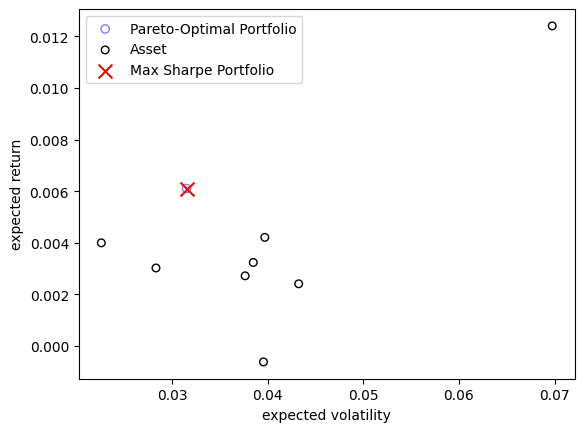 0.012
0.010
0.008
0.006
0.004
0.002
0.000
expected return
Pareto-Optimal Portfolio
Asset
Max Sharpe Portfolio
0.03 0.04 0.05 0.06 0.07
expected volatility